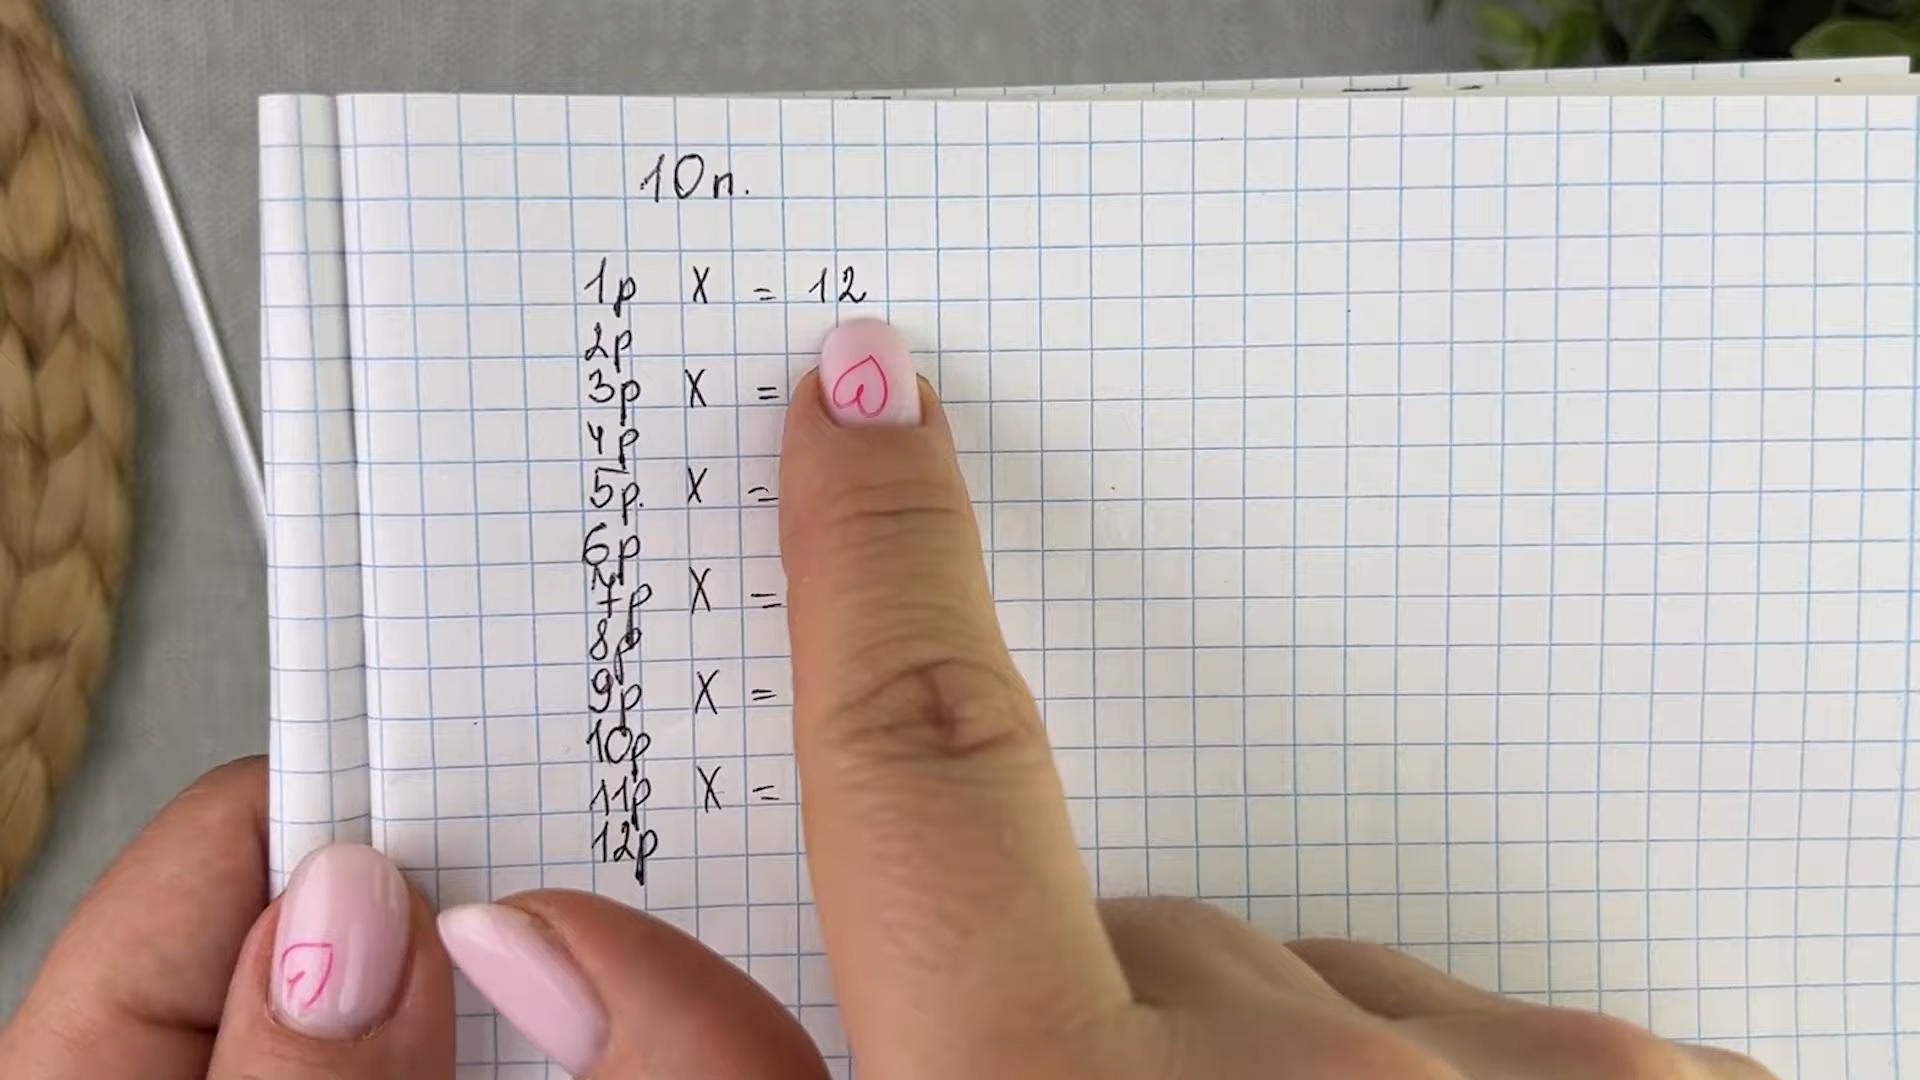 10п.
1р X = 12
2р
3р X =
4р
5р. X =
6р
7р X =
8р
9р X =
10р
11р X =
12р